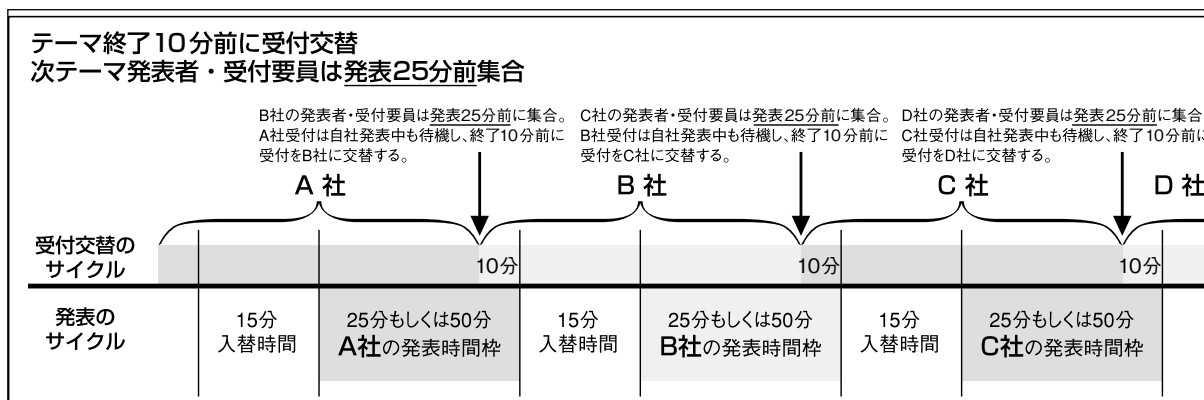 テーマ終了10分前に受付交替
次テーマ発表者・受付要員は発表25分前集合
B社の発表者・受付要員は発表25分前に集合。
A社受付は自社発表中も待機し、終了10分前に
受付をB社に交替する。
C社の発表者・受付要員は発表25分前に集合。
B社受付は自社発表中も待機し、終了10分前に
受付をC社に交替する。
D社の発表者・受付要員は発表25分前に集合
C社受付は自社発表中も待機し、終了10分前に
受付をD社に交替する。
A 社
B 社
C 社
D 社
受付交替の
サイクル
10分
10分
10分
発表の
サイクル
15分
入替時間
25分もしくは50分
A社の発表時間枠
15分
入替時間
25分もしくは50分
B社の発表時間枠
15分
入替時間
25分もしくは50分
C社の発表時間枠